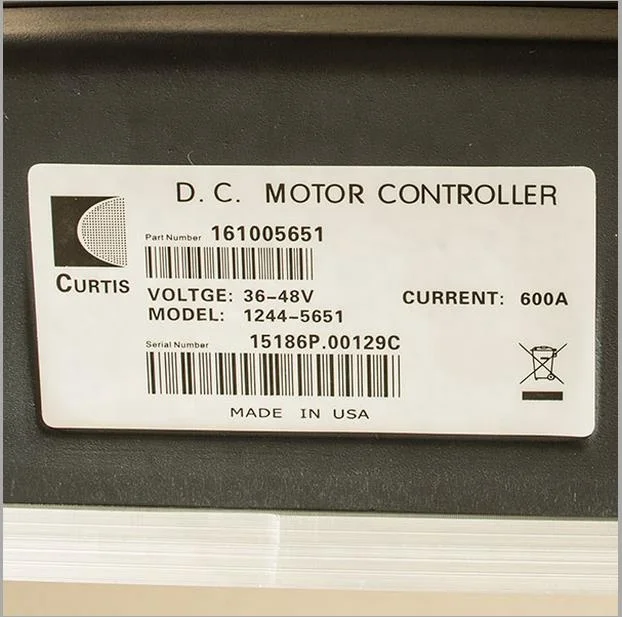 D. C. MOTOR CONTROLLER
Part Number 161005651
CURTIS
VOLTGE: 36-48V CURRENT: 600A
MODEL: 1244-5651
Serial Number 15186P.00129C
MADE IN USA